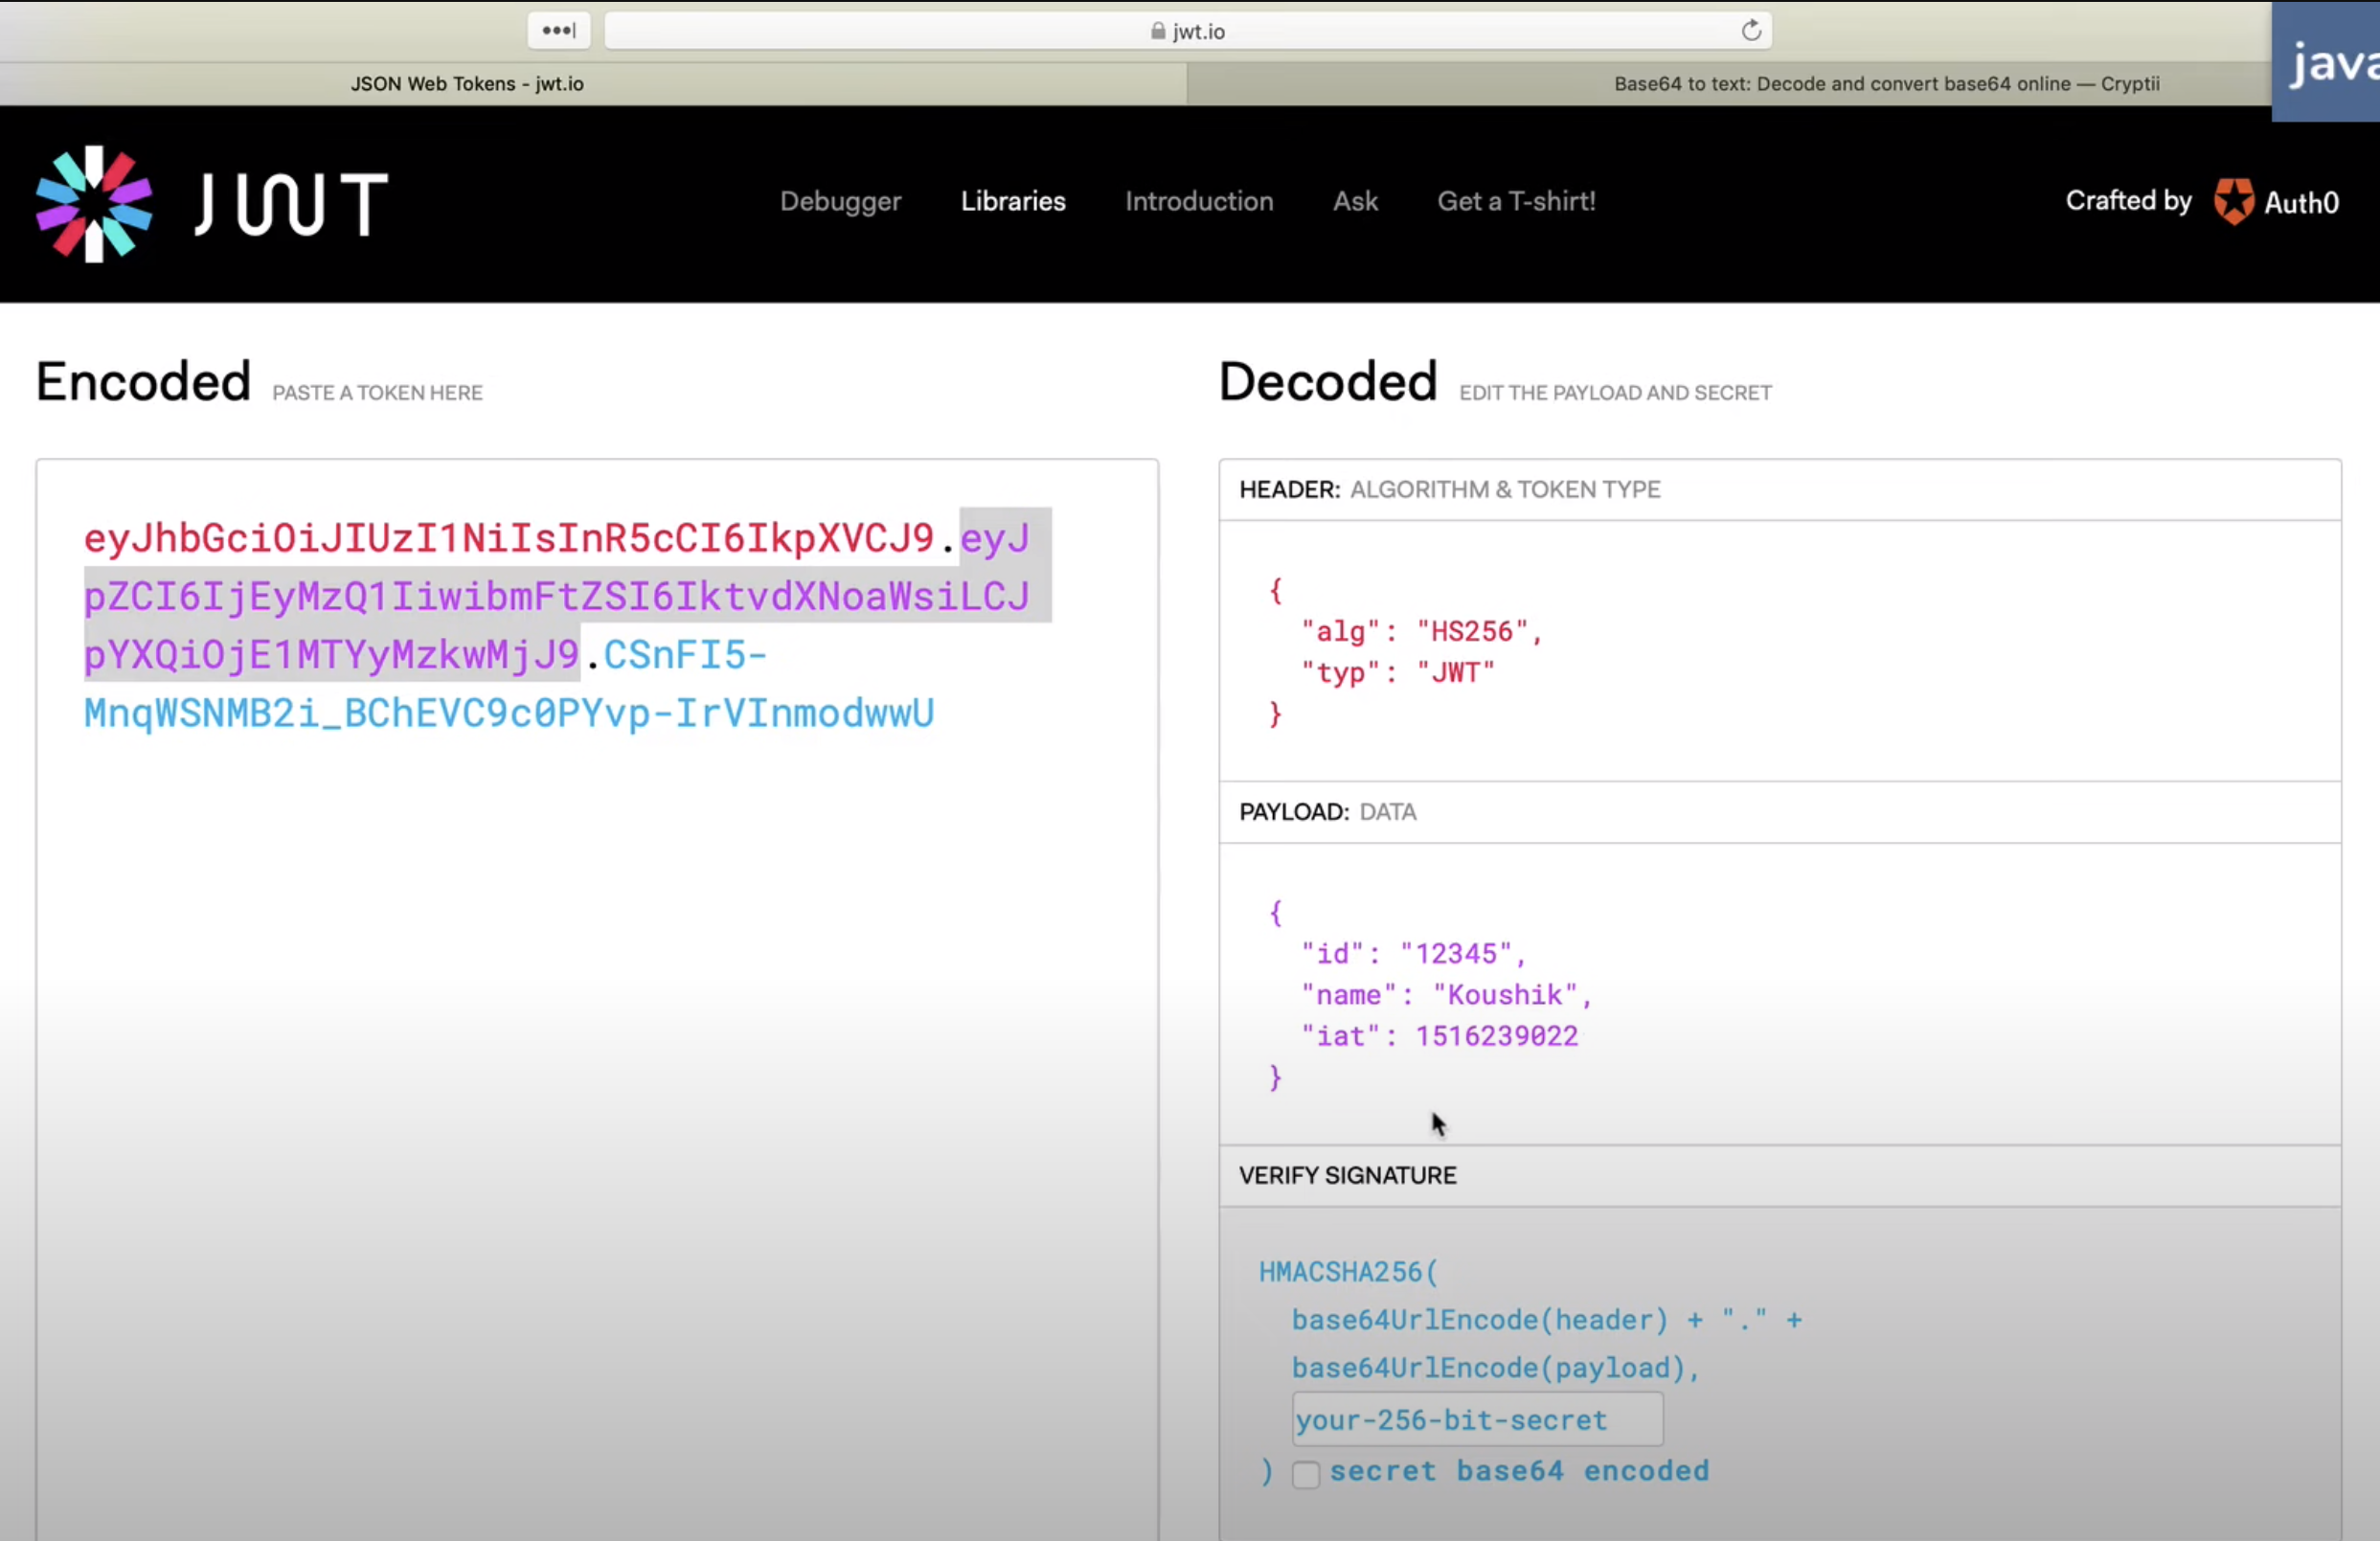 jwt.io
JSON Web Tokens - jwt.io
Base64 to text: Decode and convert base64 online — Cryptii
java
JWT
Debugger
Libraries
Introduction
Ask
Get a T-shirt!
Crafted by
Auth0
Encoded PASTE A TOKEN HERE
eyJhbGciOiJIUzI1NiIsInR5cCI6IkpXVCJ9.eyJ
pZCI6IjEyMzQ1IiwibmFtZSI6IktvdXNoaWsiLCJ
pYXQiOjE1MTYyMzkwMjJ9.CSnFI5-
MnqWSNMB2i_BChEVC9c0PYvp-IrVInmodwwU
Decoded EDIT THE PAYLOAD AND SECRET
HEADER: ALGORITHM & TOKEN TYPE
{
"alg": "HS256",
"typ": "JWT"
}
PAYLOAD: DATA
{
"id": "12345",
"name": "Koushik",
"iat": 1516239022
}
VERIFY SIGNATURE
HMACSHA256(
base64UrlEncode(header) + "." +
base64UrlEncode(payload),
your-256-bit-secret
) secret base64 encoded